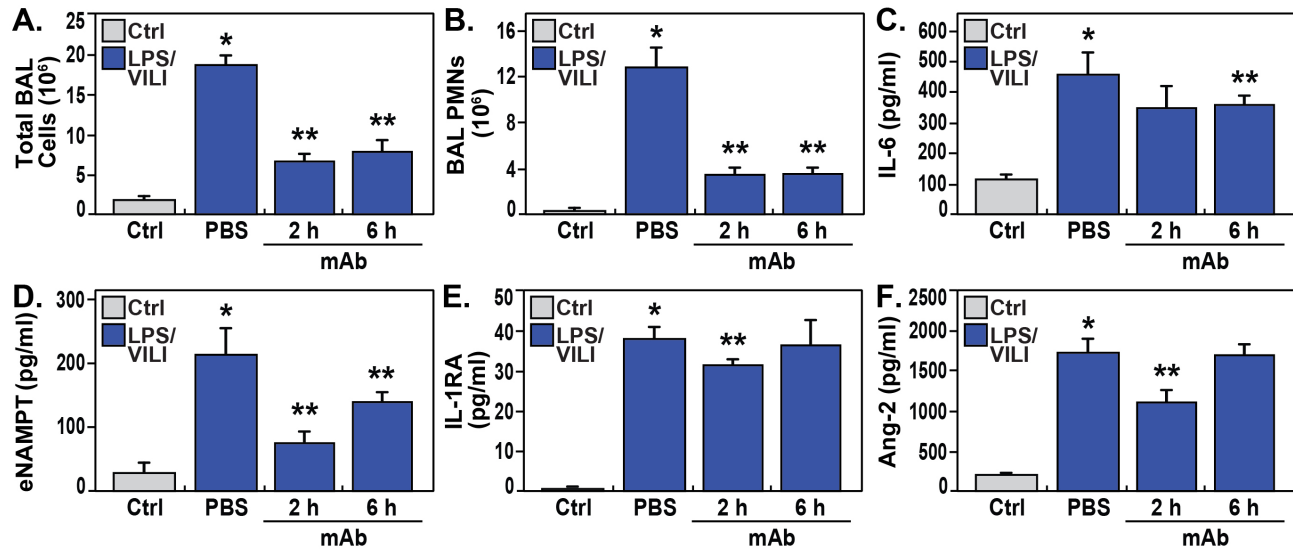 A.
Total BAL
Cells (10⁶)
25
20
15
10
5
0
Ctrl
LPS/
VILI
*
**
**
Ctrl
PBS
2 h
6 h
mAb
B.
BAL PMNs
(10⁶)
16
12
8
4
0
Ctrl
LPS/
VILI
*
**
**
Ctrl
PBS
2 h
6 h
mAb
C.
IL-6 (pg/ml)
600
500
400
300
200
100
0
Ctrl
LPS/
VILI
*
**
Ctrl
PBS
2 h
6 h
mAb
D.
eNAMPT (pg/ml)
300
200
100
0
Ctrl
LPS/
VILI
*
**
**
Ctrl
PBS
2 h
6 h
mAb
E.
IL-1RA
(pg/ml)
50
40
30
20
10
0
Ctrl
LPS/
VILI
*
**
Ctrl
PBS
2 h
6 h
mAb
F.
Ang-2 (pg/ml)
2500
2000
1500
1000
500
0
Ctrl
LPS/
VILI
*
**
Ctrl
PBS
2 h
6 h
mAb